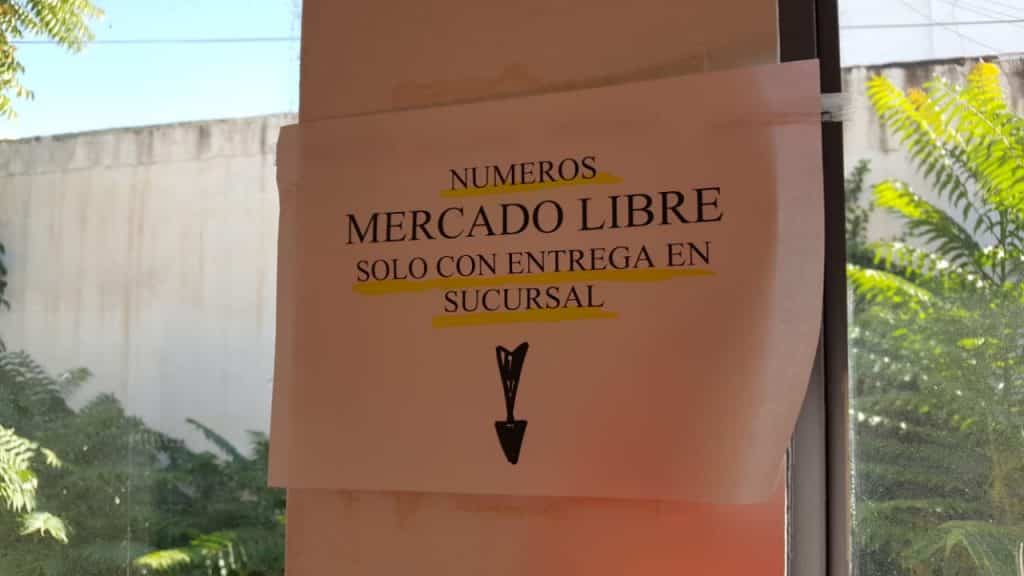 NUMEROS
MERCADO LIBRE
SOLO CON ENTREGA EN
SUCURSAL